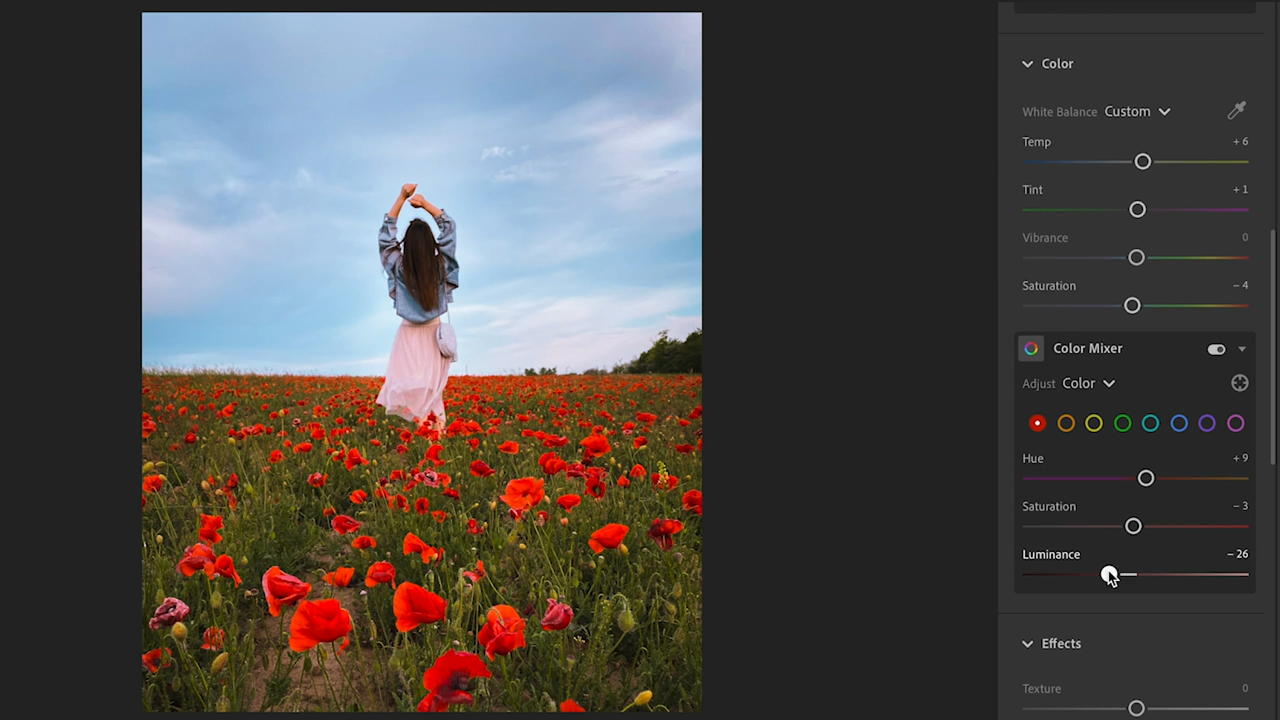 Color
White Balance Custom
Temp + 6
Tint + 1
Vibrance 0
Saturation – 4
Color Mixer
Adjust Color
Hue + 9
Saturation – 3
Luminance – 26
Effects
Texture 0